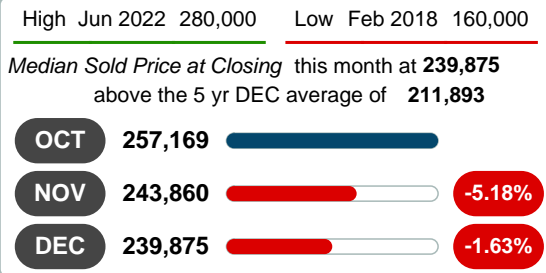 High Jun 2022 280,000 Low Feb 2018 160,000
Median Sold Price at Closing this month at 239,875
above the 5 yr DEC average of 211,893
OCT 257,169
NOV 243,860 -5.18%
DEC 239,875 -1.63%